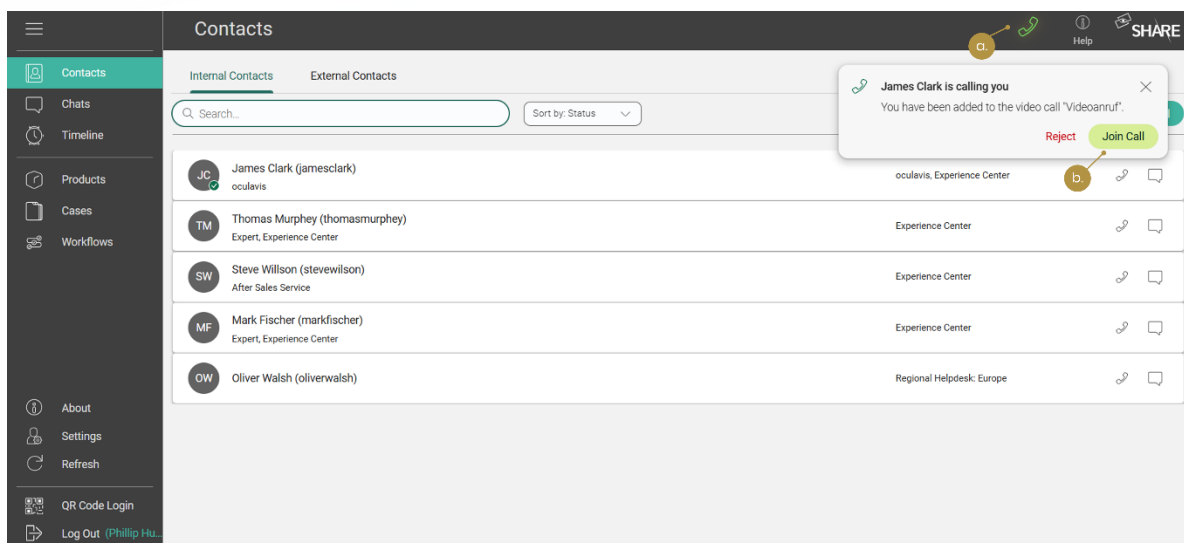 Contacts
Help
SHARE
a.
Contacts
Chats
Timeline
Products
Cases
Workflows
About
Settings
Refresh
QR Code Login
Log Out (Phillip Hu...
Internal Contacts
External Contacts
Search...
Sort by: Status
James Clark is calling you
You have been added to the video call "Videoanruf".
Reject
Join Call
b.
JC
James Clark (jamesclark)
oculavis
oculavis, Experience Center
TM
Thomas Murphey (thomasmurphey)
Expert, Experience Center
Experience Center
SW
Steve Willson (stevewilson)
After Sales Service
Experience Center
MF
Mark Fischer (markfischer)
Expert, Experience Center
Experience Center
OW
Oliver Walsh (oliverwalsh)
Regional Helpdesk: Europe